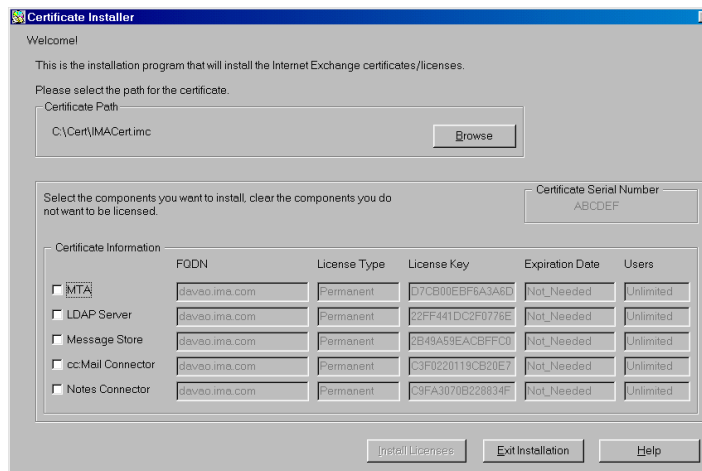 Certificate Installer
Welcome!
This is the installation program that will install the Internet Exchange certificates/licenses.
Please select the path for the certificate.
Certificate Path
C:\Cert\IMACert.imc
Browse
Select the components you want to install, clear the components you do
not want to be licensed.
Certificate Serial Number
ABCDEF
Certificate Information
FQDN License Type License Key Expiration Date Users
MTA davao.ima.com Permanent D7CB00EBF6A3A6D Not_Needed Unlimited
LDAP Server davao.ima.com Permanent 22FF441DC2F0776E Not_Needed Unlimited
Message Store davao.ima.com Permanent 2B49A59EACBFFC0 Not_Needed Unlimited
cc:Mail Connector davao.ima.com Permanent C3F0220119CB20E7 Not_Needed Unlimited
Notes Connector davao.ima.com Permanent C9FA3070B228834F Not_Needed Unlimited
Install Licenses Exit Installation Help